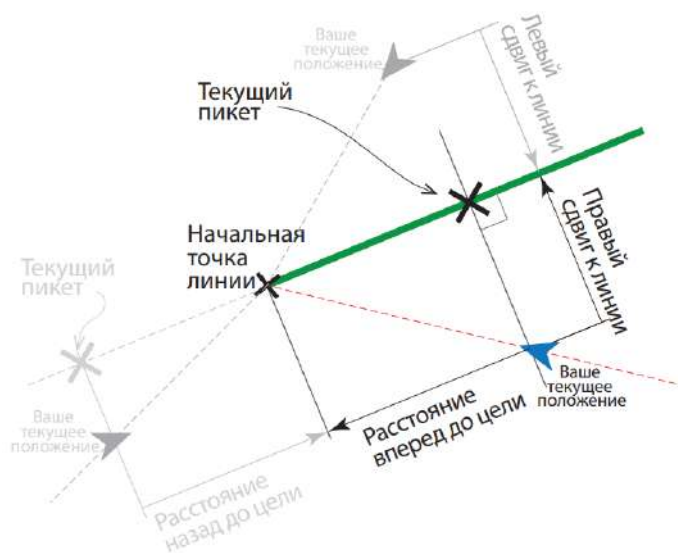 Ваше
текущее
положение
Левый
сдвиг к линии
Текущий
пикет
Правый
сдвиг к линии
Начальная
точка
линии
Текущий
пикет
Ваше
текущее
положение
Ваше
текущее
положение
Расстояние
вперед до цели
Расстояние
назад до цели